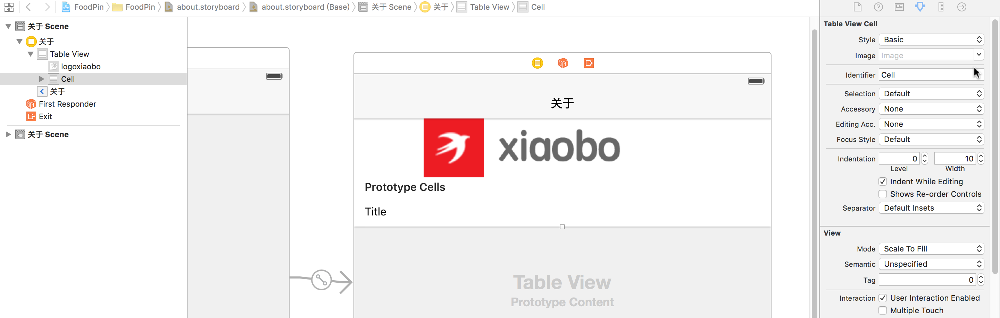 FoodPin FoodPin about.storyboard about.storyboard (Base) 关于 Scene 关于 Table View Cell
关于 Scene
关于
Table View
logoxiaobo
Cell
关于
First Responder
Exit
关于 Scene
关于
xiaobo
Prototype Cells
Title
Table View
Prototype Content
Table View Cell
Style Basic
Image Image
Identifier Cell
Selection Default
Accessory None
Editing Acc. None
Focus Style Default
Indentation 0 10
Level Width
Indent While Editing
Shows Re-order Controls
Separator Default Insets
View
Mode Scale To Fill
Semantic Unspecified
Tag 0
Interaction User Interaction Enabled
Multiple Touch